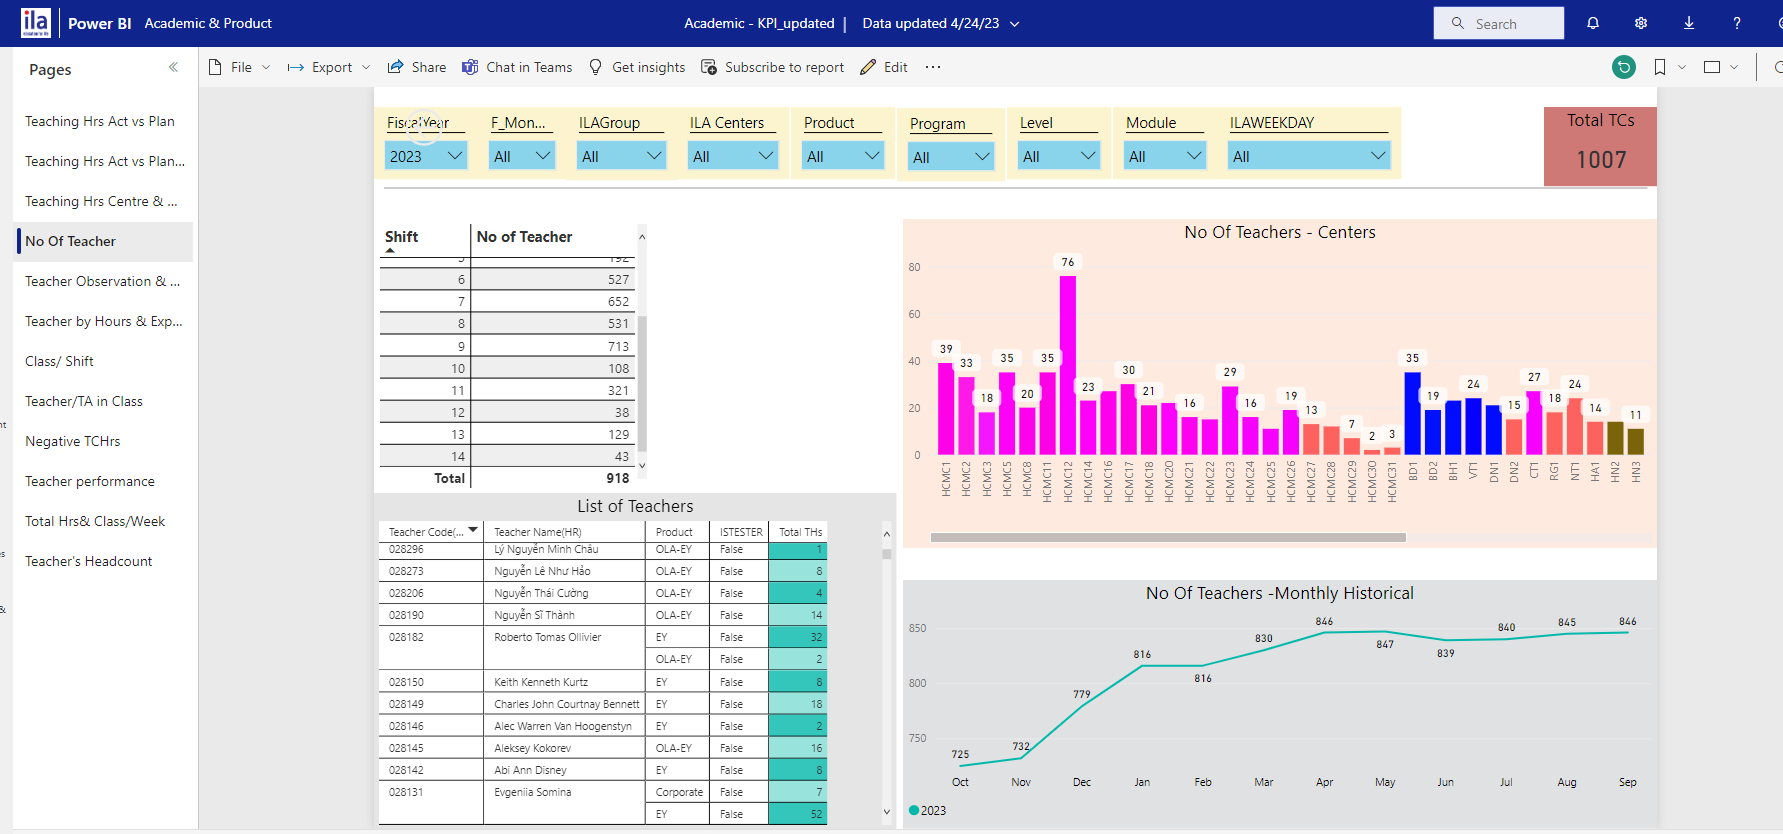 ila
Power BI
Academic & Product
Academic - KPI_updated | Data updated 4/24/23
Search
Pages
File
Export
Share
Chat in Teams
Get insights
Subscribe to report
Edit
Teaching Hrs Act vs Plan
Teaching Hrs Act vs Plan...
Teaching Hrs Centre & ...
No Of Teacher
Teacher Observation & ...
Teacher by Hours & Exp...
Class/ Shift
Teacher/TA in Class
Negative TCHrs
Teacher performance
Total Hrs& Class/Week
Teacher's Headcount
FiscalYear F_Mon... ILAGroup ILA Centers Product Program Level Module ILAWEEKDAY
2023 All All All All All All All All
Total TCs
1007
Shift No of Teacher
5 192
6 527
7 652
8 531
9 713
10 108
11 321
12 38
13 129
14 43
Total 918
List of Teachers
Teacher Code(... Teacher Name(HR) Product ISTESTER Total THs
028296 Lý Nguyễn Minh Châu OLA-EY False 1
028273 Nguyễn Lê Như Hảo OLA-EY False 8
028206 Nguyễn Thái Cường OLA-EY False 4
028190 Nguyễn Sĩ Thành OLA-EY False 14
028182 Roberto Tomas Ollivier EY False 32
OLA-EY False 2
028150 Keith Kenneth Kurtz EY False 8
028149 Charles John Courtnay Bennett EY False 18
028146 Alec Warren Van Hoogenstyn EY False 2
028145 Aleksey Kokorev OLA-EY False 16
028142 Abi Ann Disney EY False 8
028131 Evgeniia Somina Corporate False 7
EY False 52
No Of Teachers - Centers
80
60
40
20
0
39 33 18 35 20 35 76 23 30 21 16 29 16 19 13 7 2 3 35 19 24 15 27 18 24 14 11
HCMC1 HCMC2 HCMC3 HCMC5 HCMC8 HCMC11 HCMC12 HCMC14 HCMC16 HCMC17 HCMC18 HCMC20 HCMC21 HCMC22 HCMC23 HCMC24 HCMC25 HCMC26 HCMC27 HCMC28 HCMC29 HCMC30 HCMC31 BD1 BD2 BH1 VT1 DN1 DN2 CT1 RG1 NT1 HA1 HN2 HN3
No Of Teachers -Monthly Historical
850
800
750
725 732 779 816 816 830 846 847 839 840 845 846
Oct Nov Dec Jan Feb Mar Apr May Jun Jul Aug Sep
2023